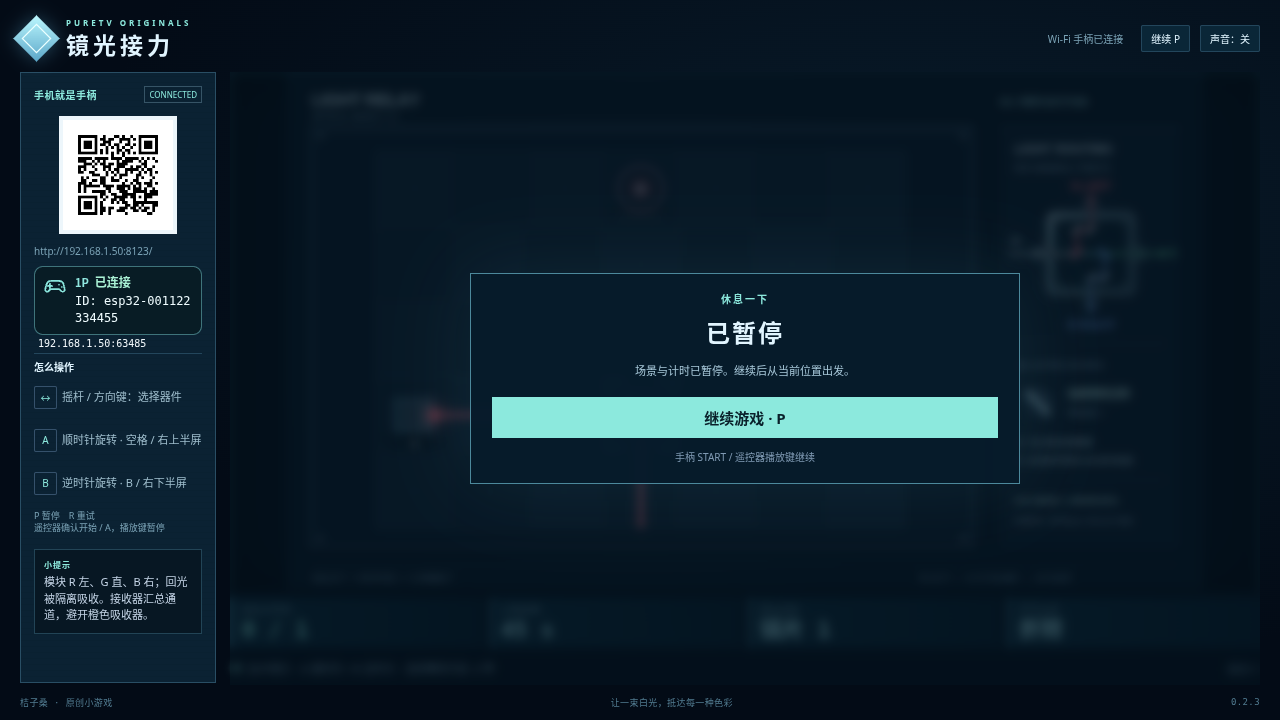 PURETV ORIGINALS
镜光接力
Wi-Fi 手柄已连接
继续 P
声音：关
手机就是手柄
CONNECTED
http://192.168.1.50:8123/
1P 已连接
ID: esp32-001122
334455
192.168.1.50:63485
怎么操作
↔ 摇杆 / 方向键：选择器件
A 顺时针旋转 · 空格 / 右上半屏
B 逆时针旋转 · B / 右下半屏
P 暂停 R 重试
遥控器确认开始 / A，播放键暂停
小提示
模块 R 左、G 直、B 右；回光
被隔离吸收。接收器汇总通
道，避开橙色吸收器。
休息一下
已暂停
场景与计时已暂停。继续后从当前位置出发。
继续游戏 · P
手柄 START / 遥控器播放键继续
桔子桑 · 原创小游戏
让一束白光，抵达每一种色彩
0.2.3